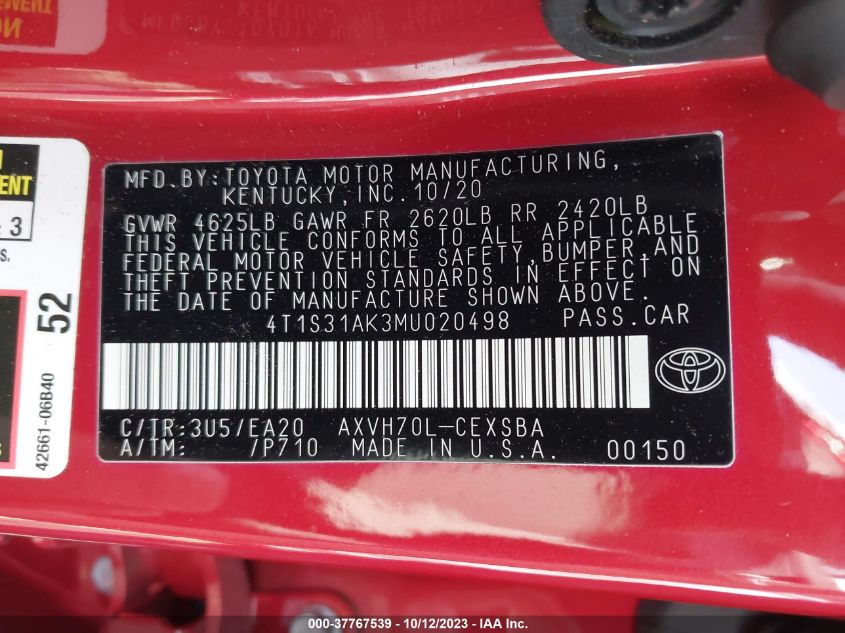 MFD.BY:TOYOTA MOTOR MANUFACTURING,
KENTUCKY,INC.10/20
GVWR 4625LB GAWR FR 2620LB RR 2420LB
THIS VEHICLE CONFORMS TO ALL APPLICABLE
FEDERAL MOTOR VEHICLE SAFETY,BUMPER,AND
THEFT PREVENTION STANDARDS IN EFFECT ON
THE DATE OF MANUFACTURE SHOWN ABOVE.
4T1S31AK3MU020498 PASS.CAR
C/TR:3U5/EA20 AXVH70L-CEXSBA
A/TM: /P710 MADE IN U.S.A. 00150
3
52
42661-06B40
000-37767539 - 10/12/2023 - IAA